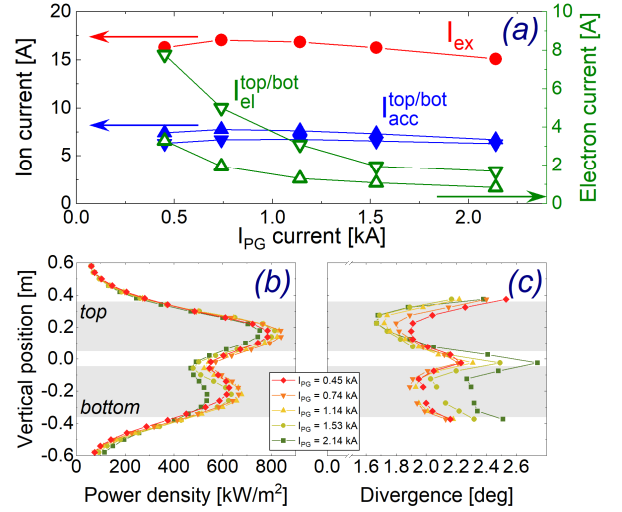 20
15
10
5
0
Ion current [A]
(a)
I_ex
I_el^top/bot
I_acc^top/bot
10
8
6
4
2
0
Electron current [A]
0.0 0.5 1.0 1.5 2.0
I_PG current [kA]
0.6
0.4
0.2
0.0
-0.2
-0.4
-0.6
Vertical position [m]
(b)
top
bottom
(c)
I_PG = 0.45 kA
I_PG = 0.74 kA
I_PG = 1.14 kA
I_PG = 1.53 kA
I_PG = 2.14 kA
0 200 400 600 800
Power density [kW/m²]
0.0 1.6 1.8 2.0 2.2 2.4 2.6
Divergence [deg]